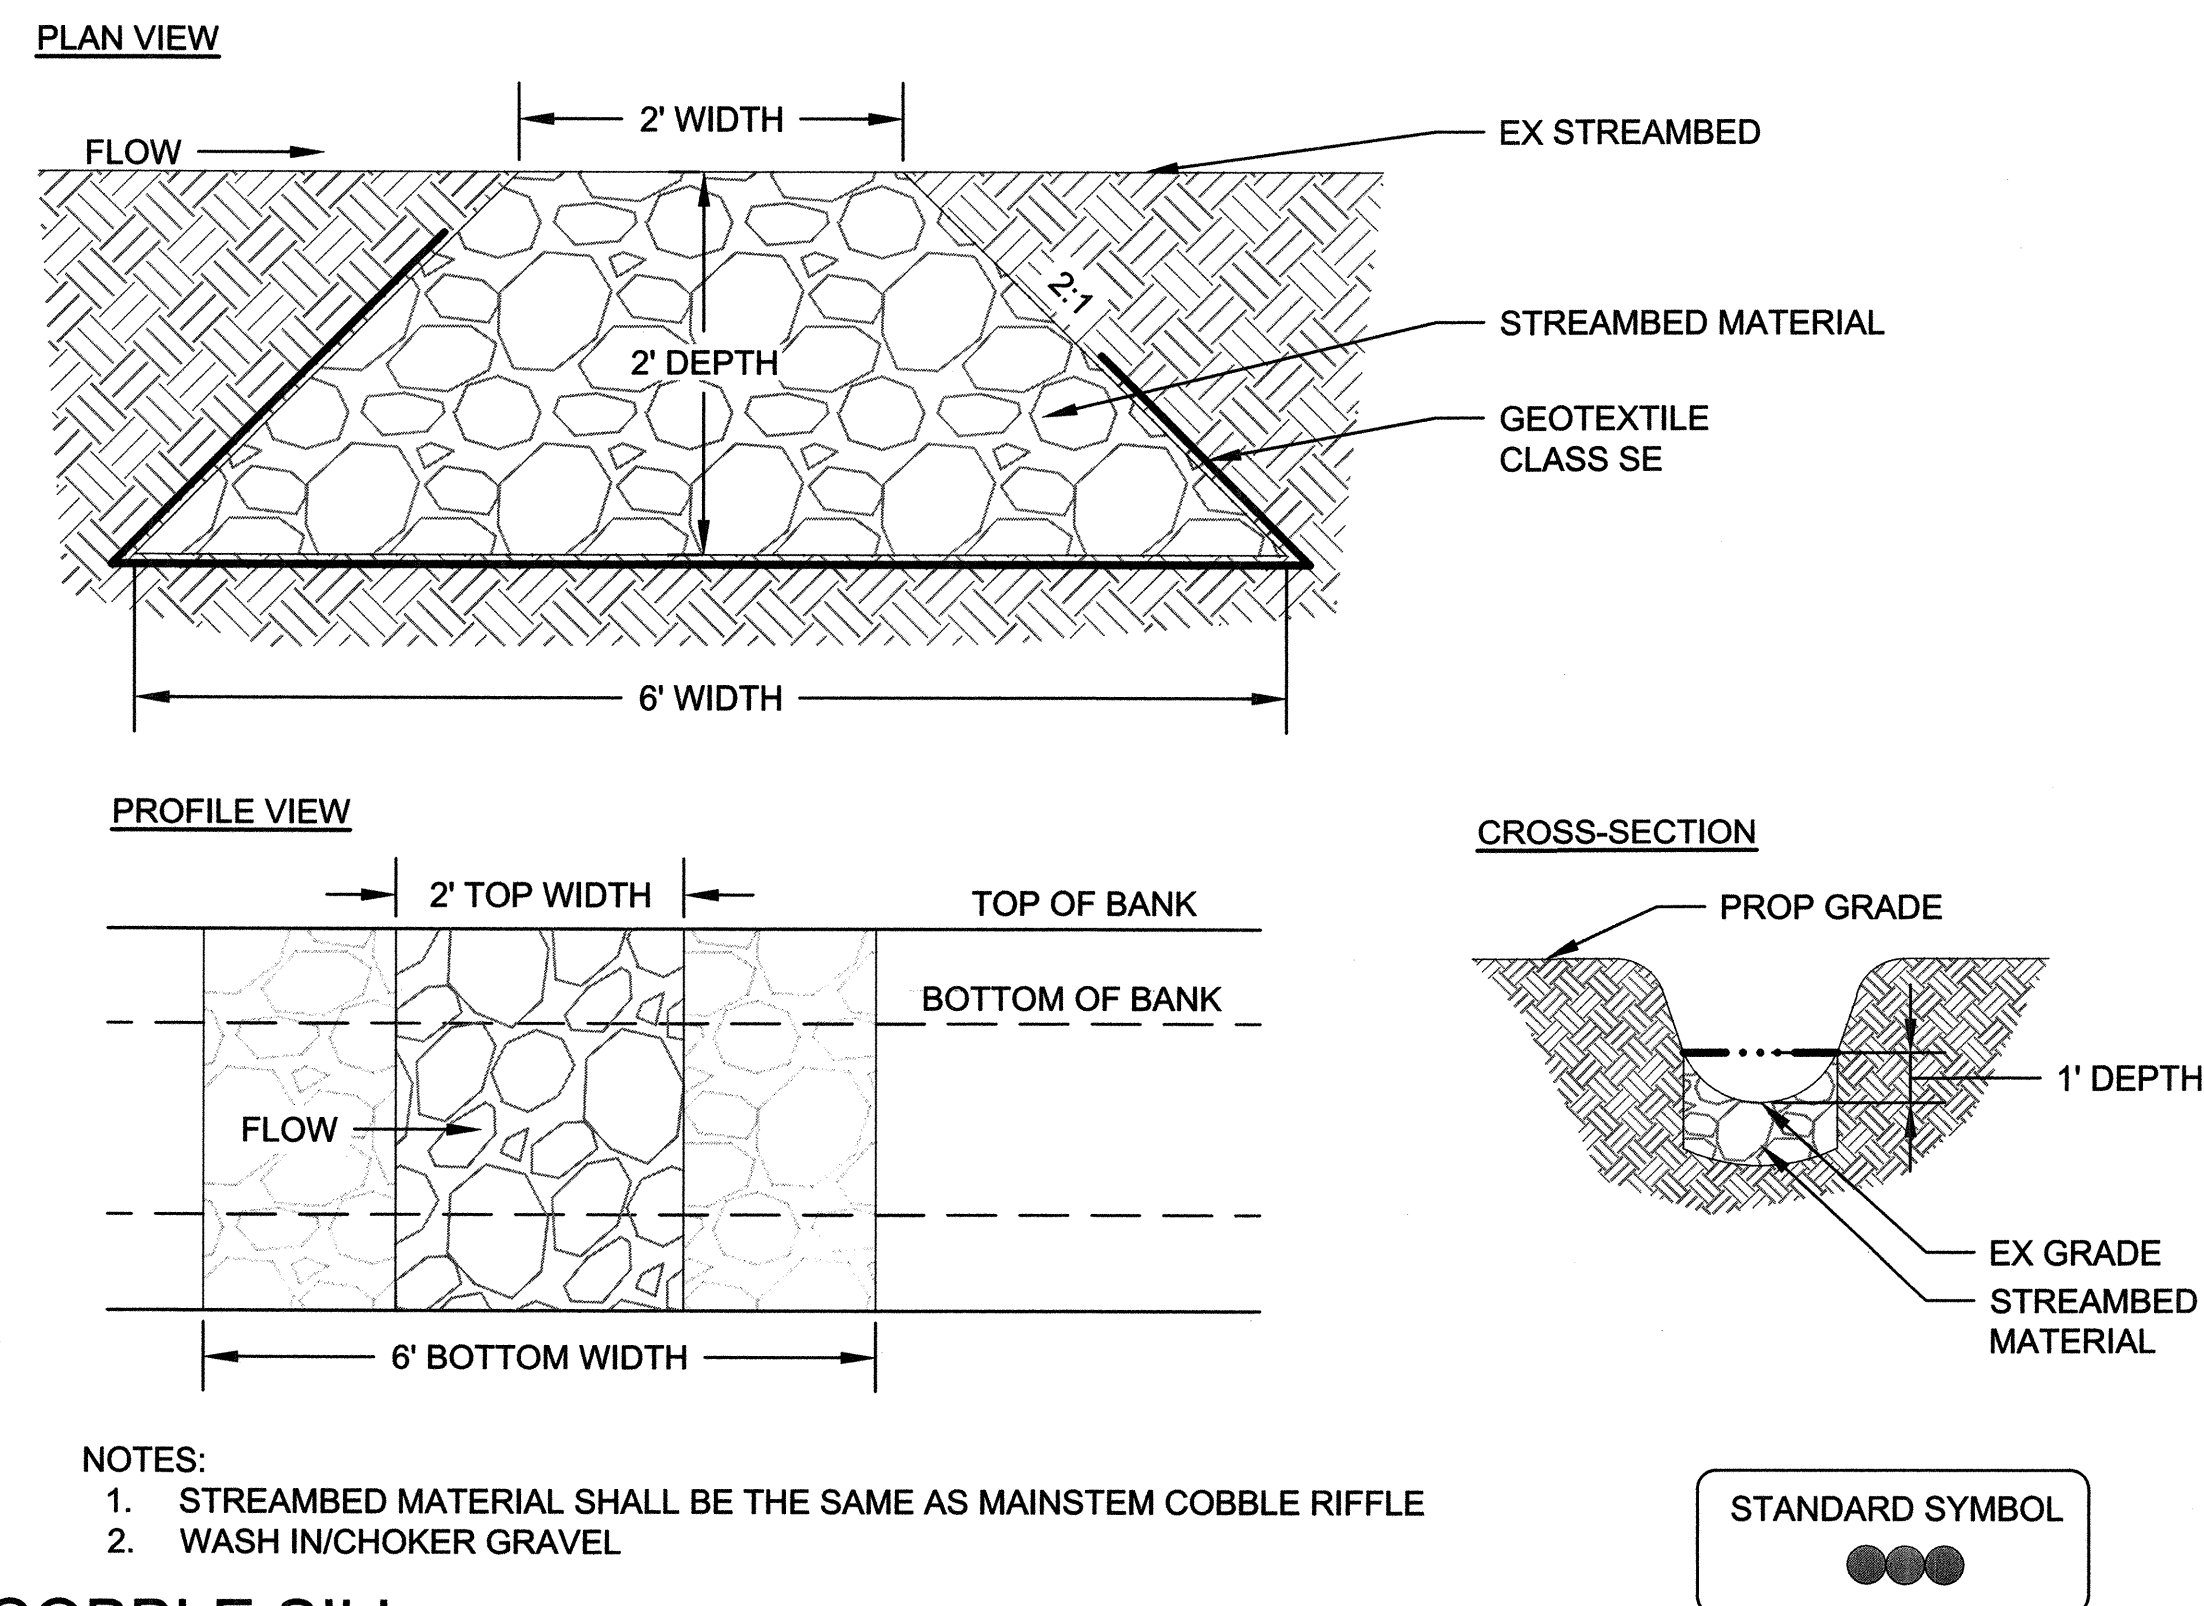 PLAN VIEW
2' WIDTH
FLOW
EX STREAMBED
2:1
STREAMBED MATERIAL
2' DEPTH
GEOTEXTILE
CLASS SE
6' WIDTH
PROFILE VIEW
CROSS-SECTION
2' TOP WIDTH
TOP OF BANK
PROP GRADE
BOTTOM OF BANK
1' DEPTH
FLOW
EX GRADE
STREAMBED
MATERIAL
6' BOTTOM WIDTH
NOTES:
1. STREAMBED MATERIAL SHALL BE THE SAME AS MAINSTEM COBBLE RIFFLE
2. WASH IN/CHOKER GRAVEL
STANDARD SYMBOL